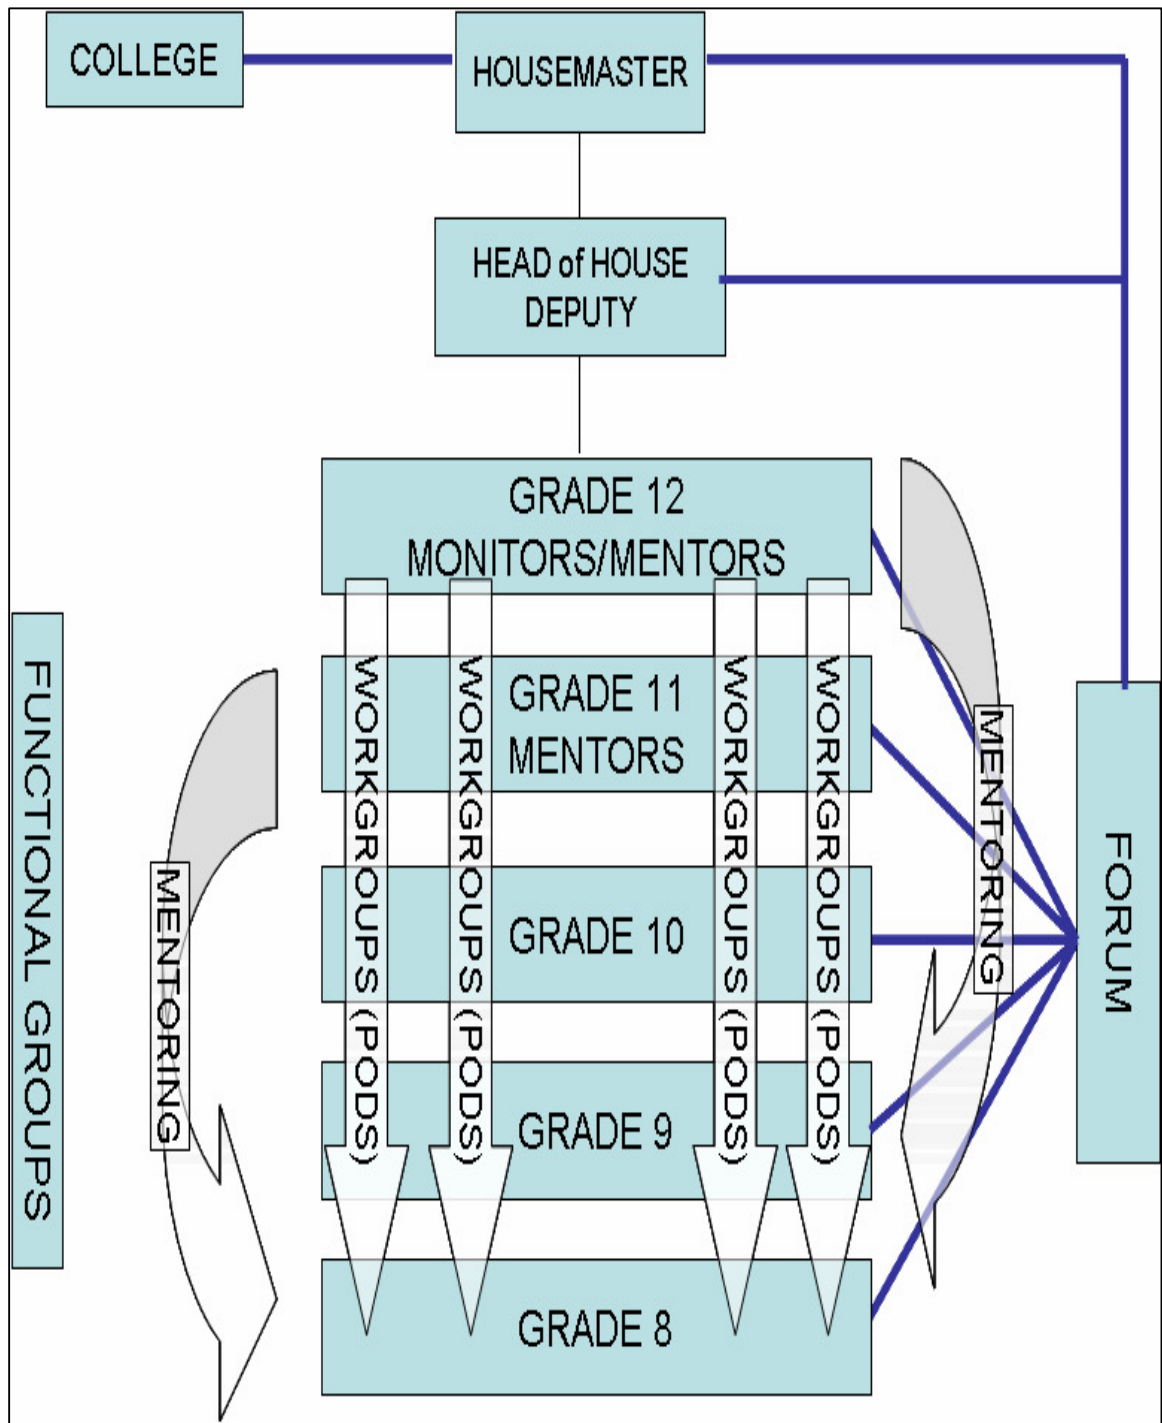 COLLEGE
HOUSEMASTER
HEAD of HOUSE
DEPUTY
GRADE 12
MONITORS/MENTORS
GRADE 11
MENTORS
GRADE 10
GRADE 9
GRADE 8
WORKGROUPS (PODS)
WORKGROUPS (PODS)
WORKGROUPS (PODS)
WORKGROUPS (PODS)
FUNCTIONAL GROUPS
MENTORING
MENTORING
FORUM